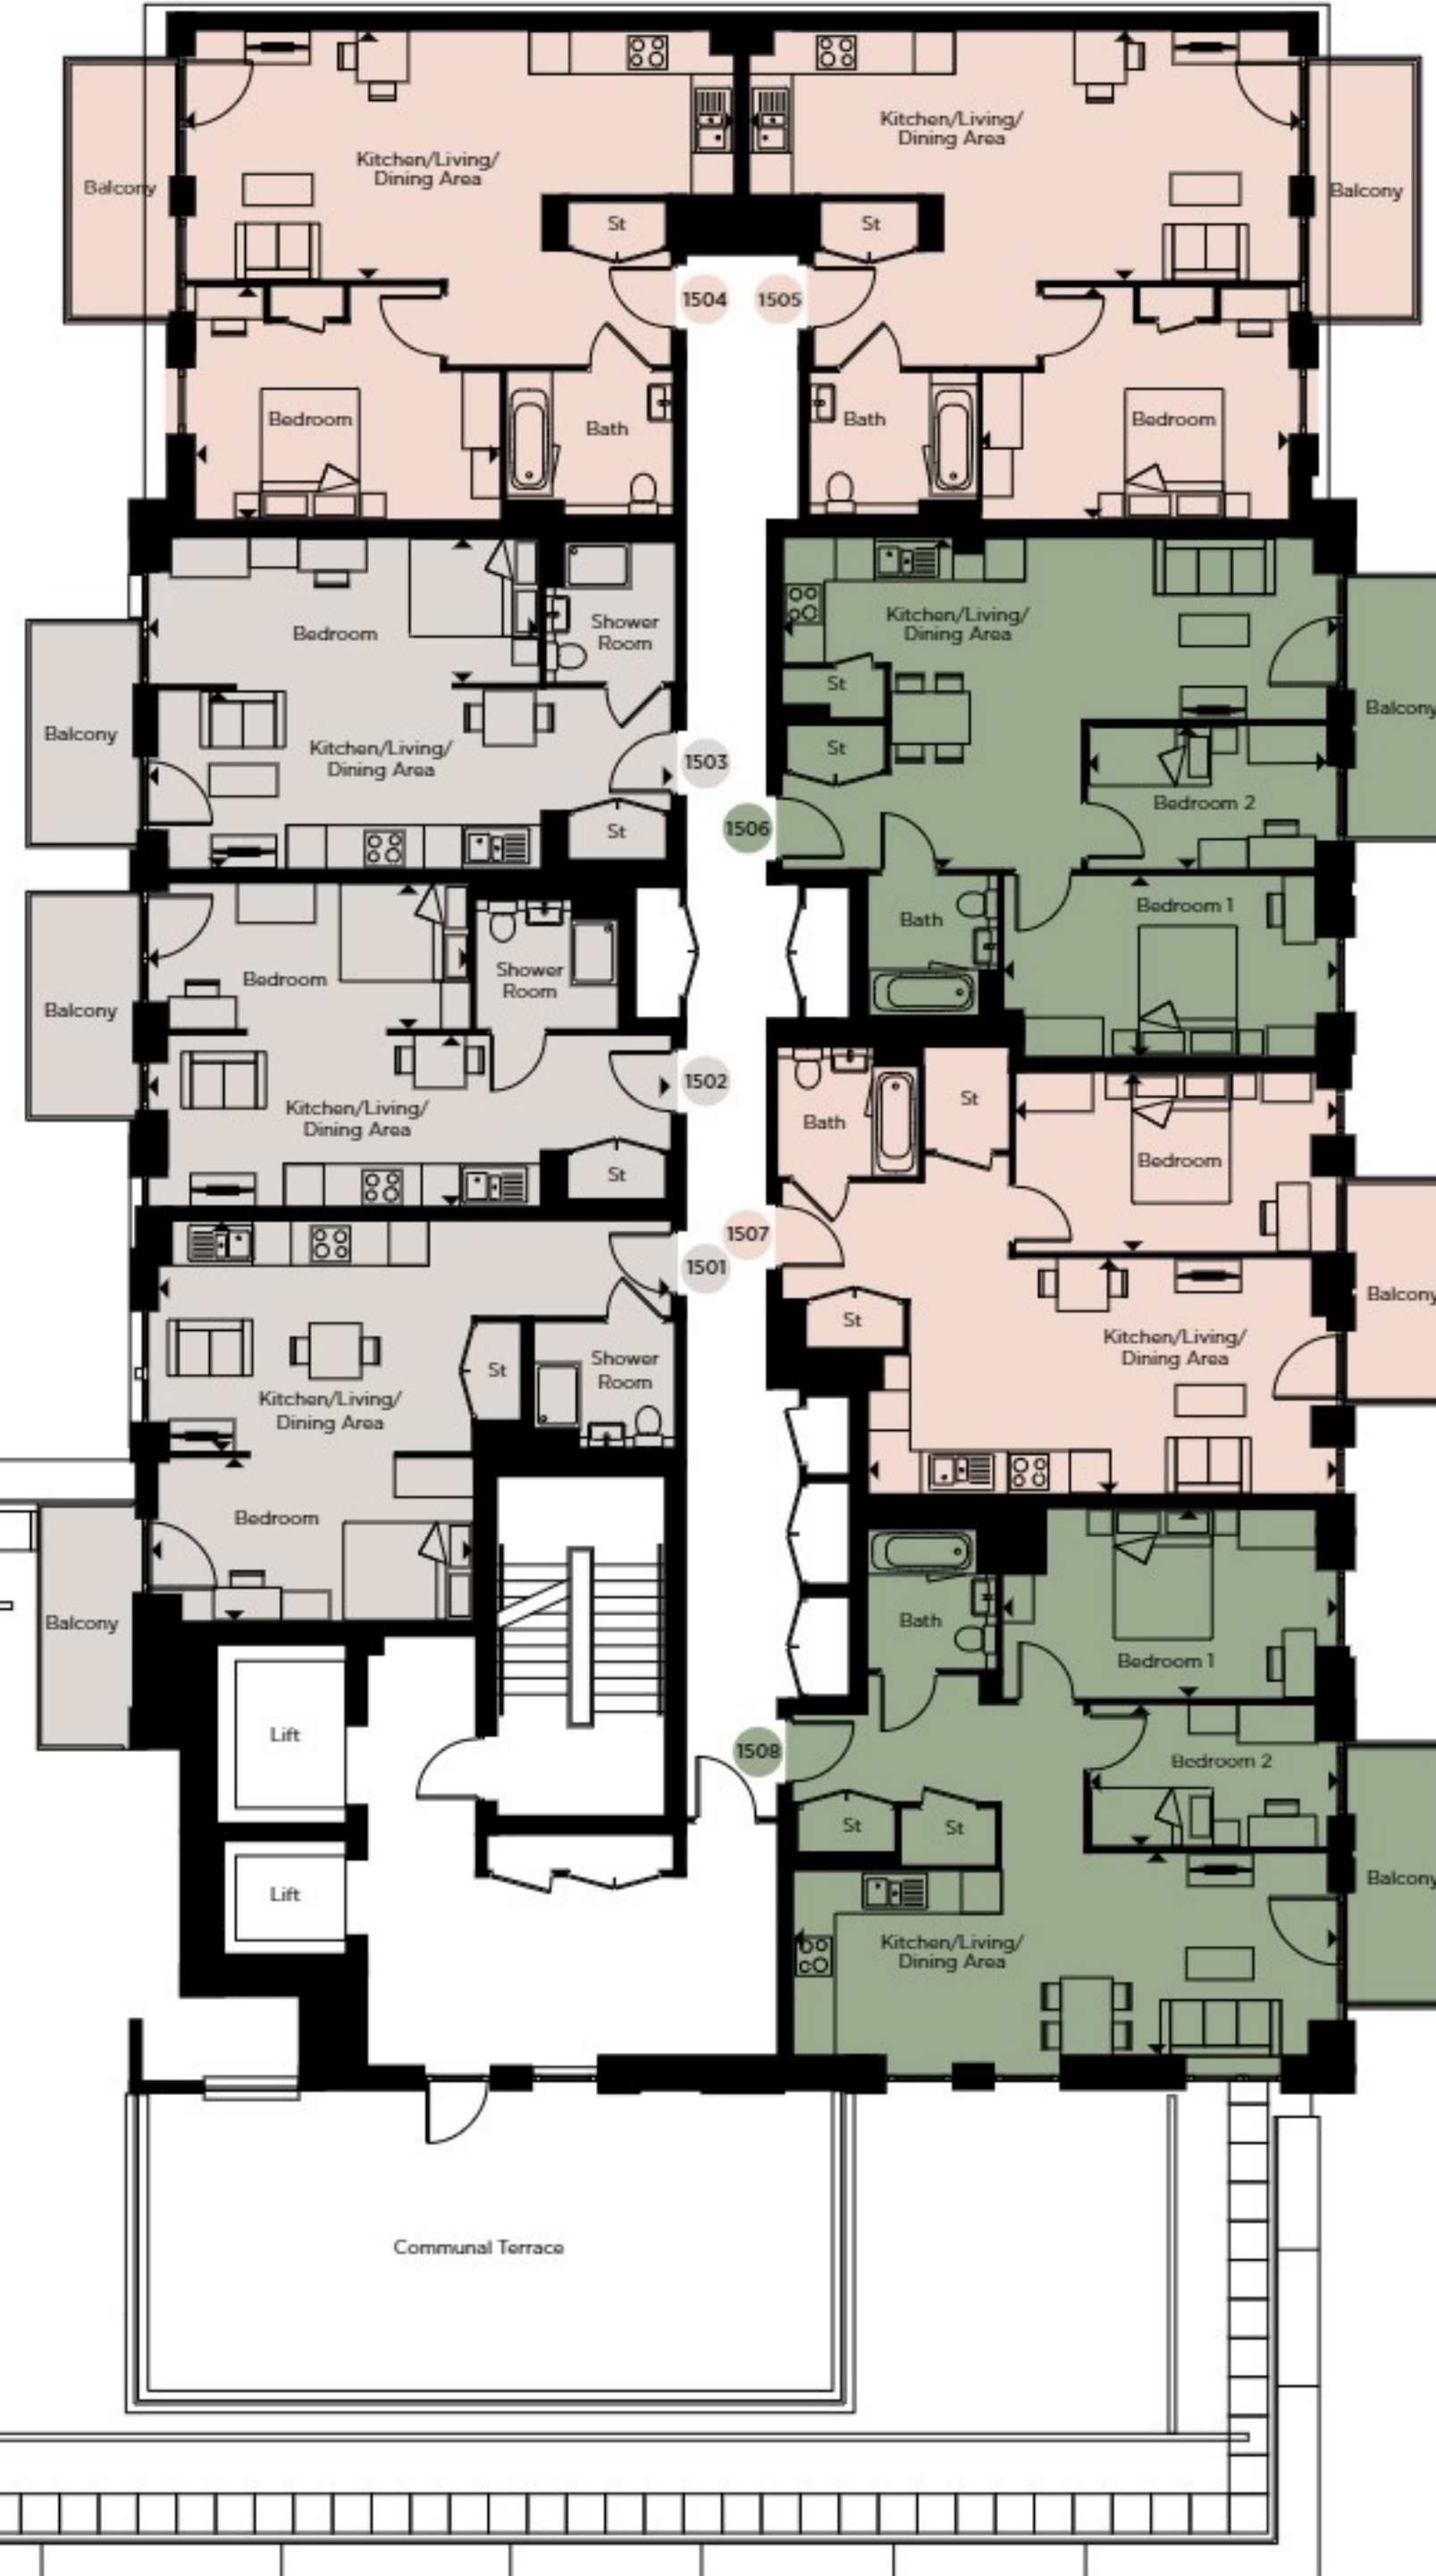 Kitchen/Living/
Dining Area
Kitchen/Living/
Dining Area
Balcony
Balcony
St
St
1504
1505
Bedroom
Bath
Bath
Bedroom
Bedroom
Shower
Room
Kitchen/Living/
Dining Area
St
Balcony
Kitchen/Living/
Dining Area
1503
St
Balcony
Bedroom 2
St
1506
Bath
Bedroom 1
Balcony
Bedroom
Shower
Room
1502
Kitchen/Living/
Dining Area
St
Bath
St
Bedroom
1507
1501
Balcony
St
Kitchen/Living/
Dining Area
St
Shower
Room
Kitchen/Living/
Dining Area
Bedroom
Balcony
Bath
Bedroom 1
Lift
1508
Bedroom 2
St
St
Balcony
Lift
Kitchen/Living/
Dining Area
Communal Terrace